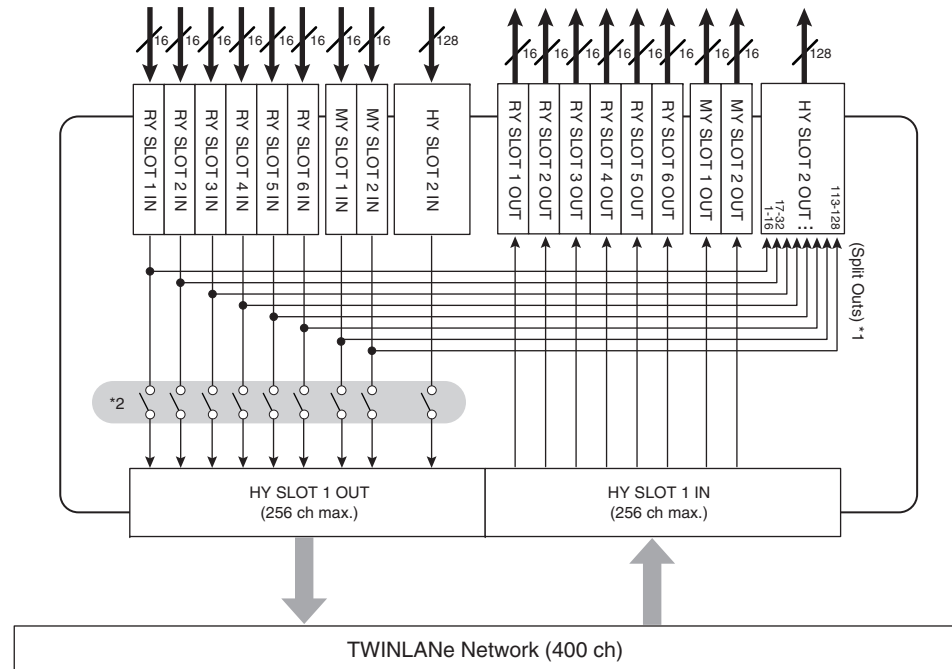 16 16 16 16 16 16 16 16 128 16 16 16 16 16 16 16 16 128
RY SLOT 1 IN
RY SLOT 2 IN
RY SLOT 3 IN
RY SLOT 4 IN
RY SLOT 5 IN
RY SLOT 6 IN
MY SLOT 1 IN
MY SLOT 2 IN
HY SLOT 2 IN
RY SLOT 1 OUT
RY SLOT 2 OUT
RY SLOT 3 OUT
RY SLOT 4 OUT
RY SLOT 5 OUT
RY SLOT 6 OUT
MY SLOT 1 OUT
MY SLOT 2 OUT
HY SLOT 2 OUT
1-16
17-32
...
113-128
(Split Outs) *1
*2
HY SLOT 1 OUT
(256 ch max.)
HY SLOT 1 IN
(256 ch max.)
TWINLANe Network (400 ch)